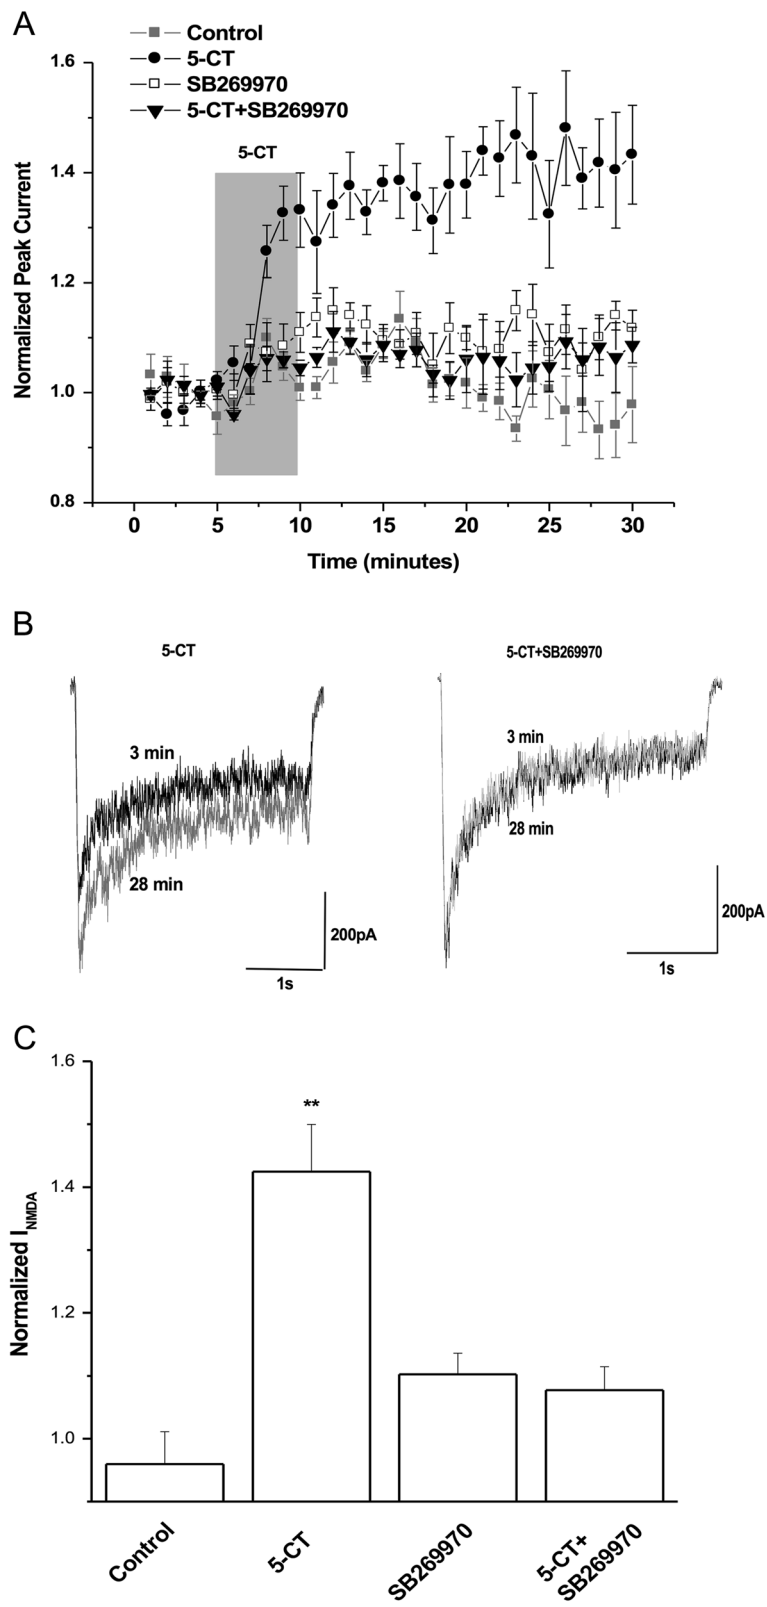 A
Control
5-CT
SB269970
5-CT+SB269970
5-CT
1.6
1.4
1.2
1.0
0.8
Normalized Peak Current
0 5 10 15 20 25 30
Time (minutes)
B
5-CT
5-CT+SB269970
3 min
28 min
200pA
1s
3 min
28 min
200pA
1s
C
1.6
1.4
1.2
1.0
Normalized INMDA
**
Control
5-CT
SB269970
5-CT+
SB269970